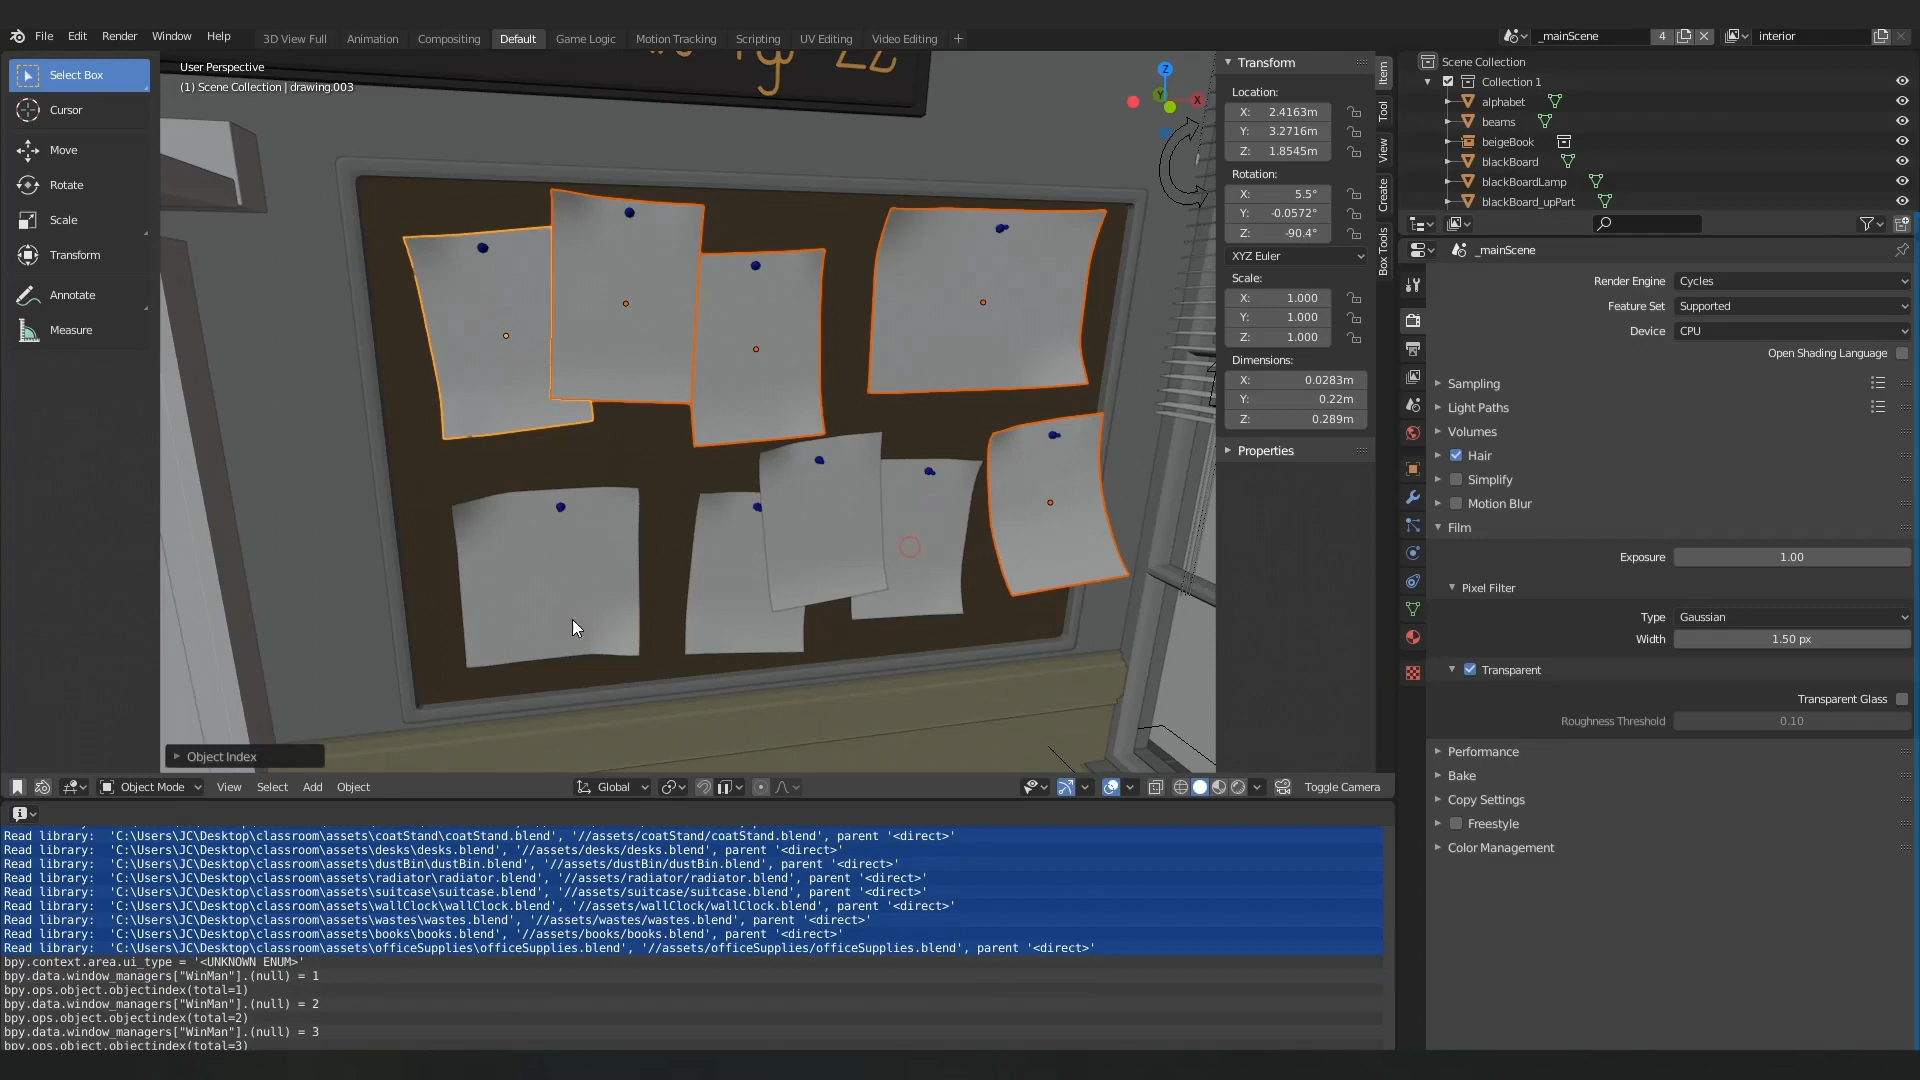 File Edit Render Window Help 3D View Full Animation Compositing Default Game Logic Motion Tracking Scripting UV Editing Video Editing + _mainScene 4 interior
Select Box
Cursor
Move
Rotate
Scale
Transform
Annotate
Measure
User Perspective
(1) Scene Collection | drawing.003
Z
Y
X
Object Index
Transform
Location:
X: 2.4163m
Y: 3.2716m
Z: 1.8545m
Rotation:
X: 5.5°
Y: -0.0572°
Z: -90.4°
XYZ Euler
Scale:
X: 1.000
Y: 1.000
Z: 1.000
Dimensions:
X: 0.0283m
Y: 0.22m
Z: 0.289m
Properties
Item
Tool
View
Create
Box Tools
Scene Collection
Collection 1
alphabet
beams
beigeBook
blackBoard
blackBoardLamp
blackBoard_upPart
_mainScene
Render Engine Cycles
Feature Set Supported
Device CPU
Open Shading Language
Sampling
Light Paths
Volumes
Hair
Simplify
Motion Blur
Film
Exposure 1.00
Pixel Filter
Type Gaussian
Width 1.50 px
Transparent
Transparent Glass
Roughness Threshold 0.10
Performance
Bake
Copy Settings
Freestyle
Color Management
Object Mode View Select Add Object Global Toggle Camera
Read library: 'C:\Users\JC\Desktop\classroom\assets\coatStand\coatStand.blend', '//assets/coatStand/coatStand.blend', parent '<direct>'
Read library: 'C:\Users\JC\Desktop\classroom\assets\desks\desks.blend', '//assets/desks/desks.blend', parent '<direct>'
Read library: 'C:\Users\JC\Desktop\classroom\assets\dustBin\dustBin.blend', '//assets/dustBin/dustBin.blend', parent '<direct>'
Read library: 'C:\Users\JC\Desktop\classroom\assets\radiator\radiator.blend', '//assets/radiator/radiator.blend', parent '<direct>'
Read library: 'C:\Users\JC\Desktop\classroom\assets\suitcase\suitcase.blend', '//assets/suitcase/suitcase.blend', parent '<direct>'
Read library: 'C:\Users\JC\Desktop\classroom\assets\wallClock\wallClock.blend', '//assets/wallClock/wallClock.blend', parent '<direct>'
Read library: 'C:\Users\JC\Desktop\classroom\assets\wastes\wastes.blend', '//assets/wastes/wastes.blend', parent '<direct>'
Read library: 'C:\Users\JC\Desktop\classroom\assets\books\books.blend', '//assets/books/books.blend', parent '<direct>'
Read library: 'C:\Users\JC\Desktop\classroom\assets\officeSupplies\officeSupplies.blend', '//assets/officeSupplies/officeSupplies.blend', parent '<direct>'
bpy.context.area.ui_type = '<UNKNOWN ENUM>'
bpy.data.window_managers["WinMan"].(null) = 1
bpy.ops.object.objectindex(total=1)
bpy.data.window_managers["WinMan"].(null) = 2
bpy.ops.object.objectindex(total=2)
bpy.data.window_managers["WinMan"].(null) = 3
bpy.ops.object.objectindex(total=3)